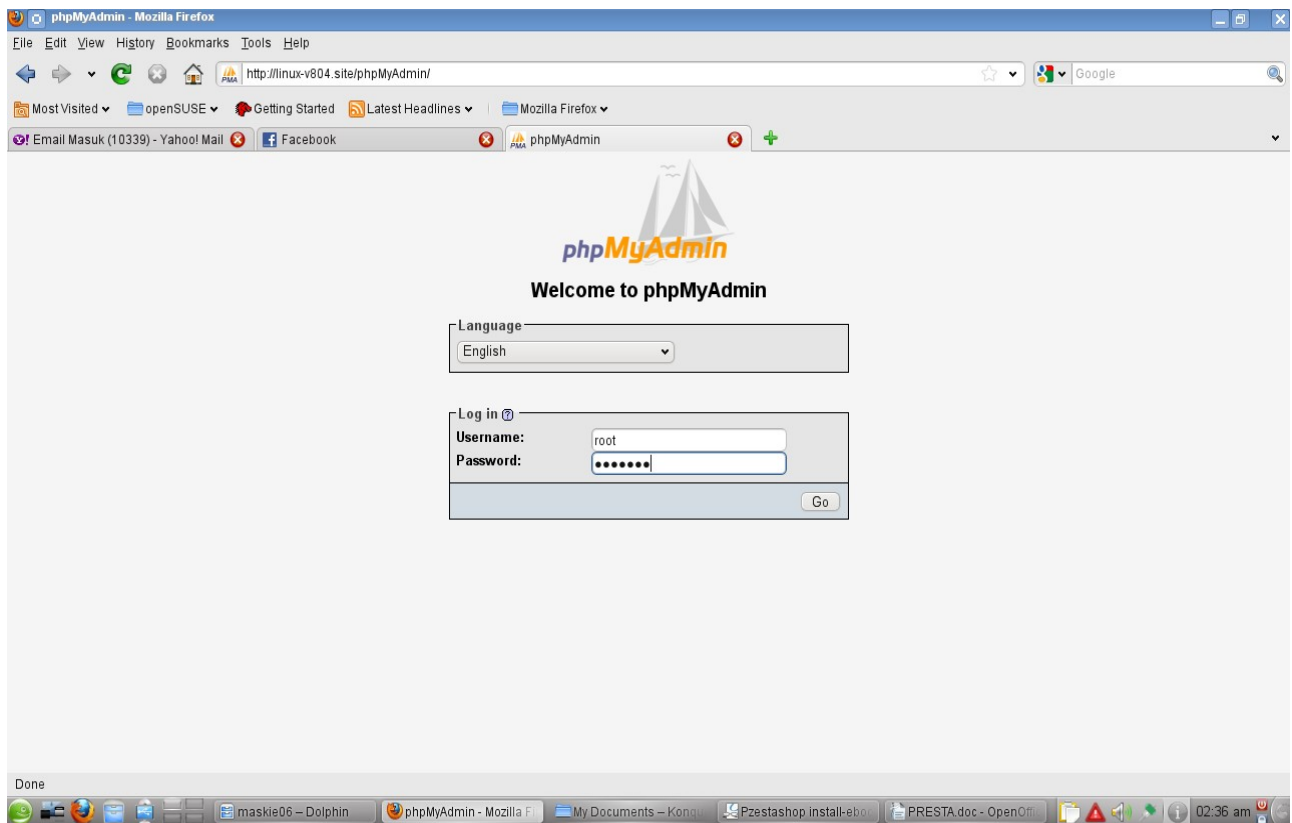 phpMyAdmin - Mozilla Firefox
File Edit View History Bookmarks Tools Help
PMA http://linux-v804.site/phpMyAdmin/ Google
Most Visited openSUSE Getting Started Latest Headlines Mozilla Firefox
Email Masuk (10339) - Yahoo! Mail Facebook PMA phpMyAdmin
phpMyAdmin
Welcome to phpMyAdmin
Language
English
Log in
Username: root
Password: •••••••
Go
Done
maskie06 – Dolphin phpMyAdmin - Mozilla F My Documents – Konq Pzestashop install-ebo PRESTA.doc - OpenOffi 02:36 am